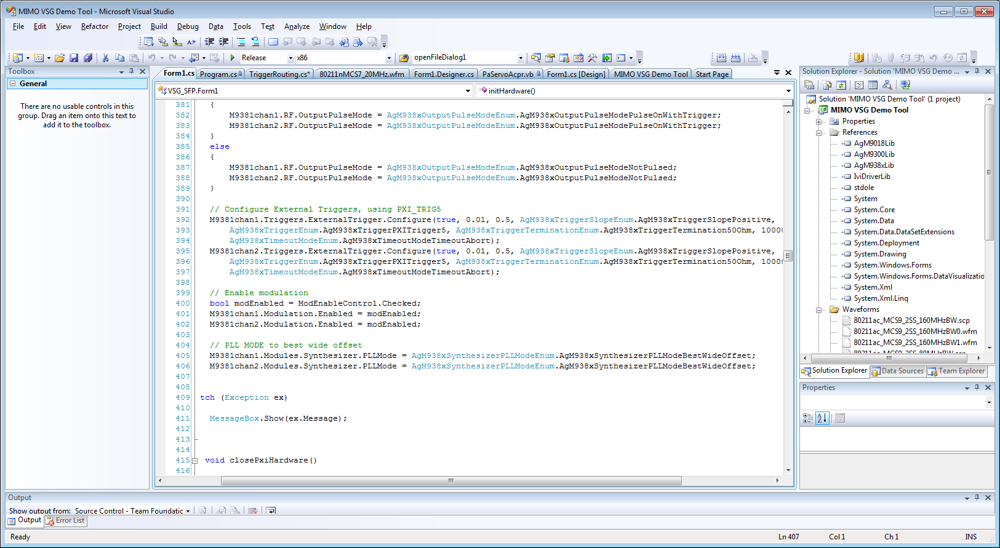 MIMO VSG Demo Tool - Microsoft Visual Studio
File Edit View Refactor Project Build Debug Data Tools Test Analyze Window Help
Release x86 openFileDialog1
Toolbox
General
There are no usable controls in this
group. Drag an item onto this text to
add it to the toolbox.
Form1.cs Program.cs TriggerRouting.cs* 80211nMCS7_20MHz.wfm Form1.Designer.cs PaServoAcpr.vb Form1.cs [Design] MIMO VSG Demo Tool Start Page
VSG_SFP.Form1 initHardware()
381 {
382 M9381chan1.RF.OutputPulseMode = AgM938xOutputPulseModeEnum.AgM938xOutputPulseModePulseOnWithTrigger;
383 M9381chan2.RF.OutputPulseMode = AgM938xOutputPulseModeEnum.AgM938xOutputPulseModePulseOnWithTrigger;
384 }
385 else
386 {
387 M9381chan1.RF.OutputPulseMode = AgM938xOutputPulseModeEnum.AgM938xOutputPulseModeNotPulsed;
388 M9381chan2.RF.OutputPulseMode = AgM938xOutputPulseModeEnum.AgM938xOutputPulseModeNotPulsed;
389 }
390
391 // Configure External Triggers, using PXI_TRIG5
392 M9381chan1.Triggers.ExternalTrigger.Configure(true, 0.01, 0.5, AgM938xTriggerSlopeEnum.AgM938xTriggerSlopePositive,
393 AgM938xTriggerEnum.AgM938xTriggerPXITrigger5, AgM938xTriggerTerminationEnum.AgM938xTriggerTermination50Ohm, 1000
394 AgM938xTimeoutModeEnum.AgM938xTimeoutModeTimeoutAbort);
395 M9381chan2.Triggers.ExternalTrigger.Configure(true, 0.01, 0.5, AgM938xTriggerSlopeEnum.AgM938xTriggerSlopePositive,
396 AgM938xTriggerEnum.AgM938xTriggerPXITrigger5, AgM938xTriggerTerminationEnum.AgM938xTriggerTermination50Ohm, 1000
397 AgM938xTimeoutModeEnum.AgM938xTimeoutModeTimeoutAbort);
398
399 // Enable modulation
400 bool modEnabled = ModEnableControl.Checked;
401 M9381chan1.Modulation.Enabled = modEnabled;
402 M9381chan2.Modulation.Enabled = modEnabled;
403
404 // PLL MODE to best wide offset
405 M9381chan1.Modules.Synthesizer.PLLMode = AgM938xSynthesizerPLLModeEnum.AgM938xSynthesizerPLLModeBestWideOffset;
406 M9381chan2.Modules.Synthesizer.PLLMode = AgM938xSynthesizerPLLModeEnum.AgM938xSynthesizerPLLModeBestWideOffset;
407
408
409 tch (Exception ex)
410
411 MessageBox.Show(ex.Message);
412
413
414
415 void closePxiHardware()
416
Solution Explorer - Solution 'MIMO VSG Demo ...
Solution 'MIMO VSG Demo Tool' (1 project)
MIMO VSG Demo Tool
Properties
References
AgM9018Lib
AgM9300Lib
AgM938xLib
IviDriverLib
stdole
System
System.Core
System.Data
System.Data.DataSetExtensions
System.Deployment
System.Drawing
System.Windows.Forms
System.Windows.Forms.DataVisualizatio
System.Xml
System.Xml.Linq
Waveforms
80211ac_MCS9_2SS_160MHzBW.scp
80211ac_MCS9_2SS_160MHzBW0.wfm
80211ac_MCS9_2SS_160MHzBW1.wfm
Solution Explorer Data Sources Team Explorer
Properties
Output
Show output from: Source Control - Team Foundatic
Output Error List
Ready Ln 407 Col 1 Ch 1 INS